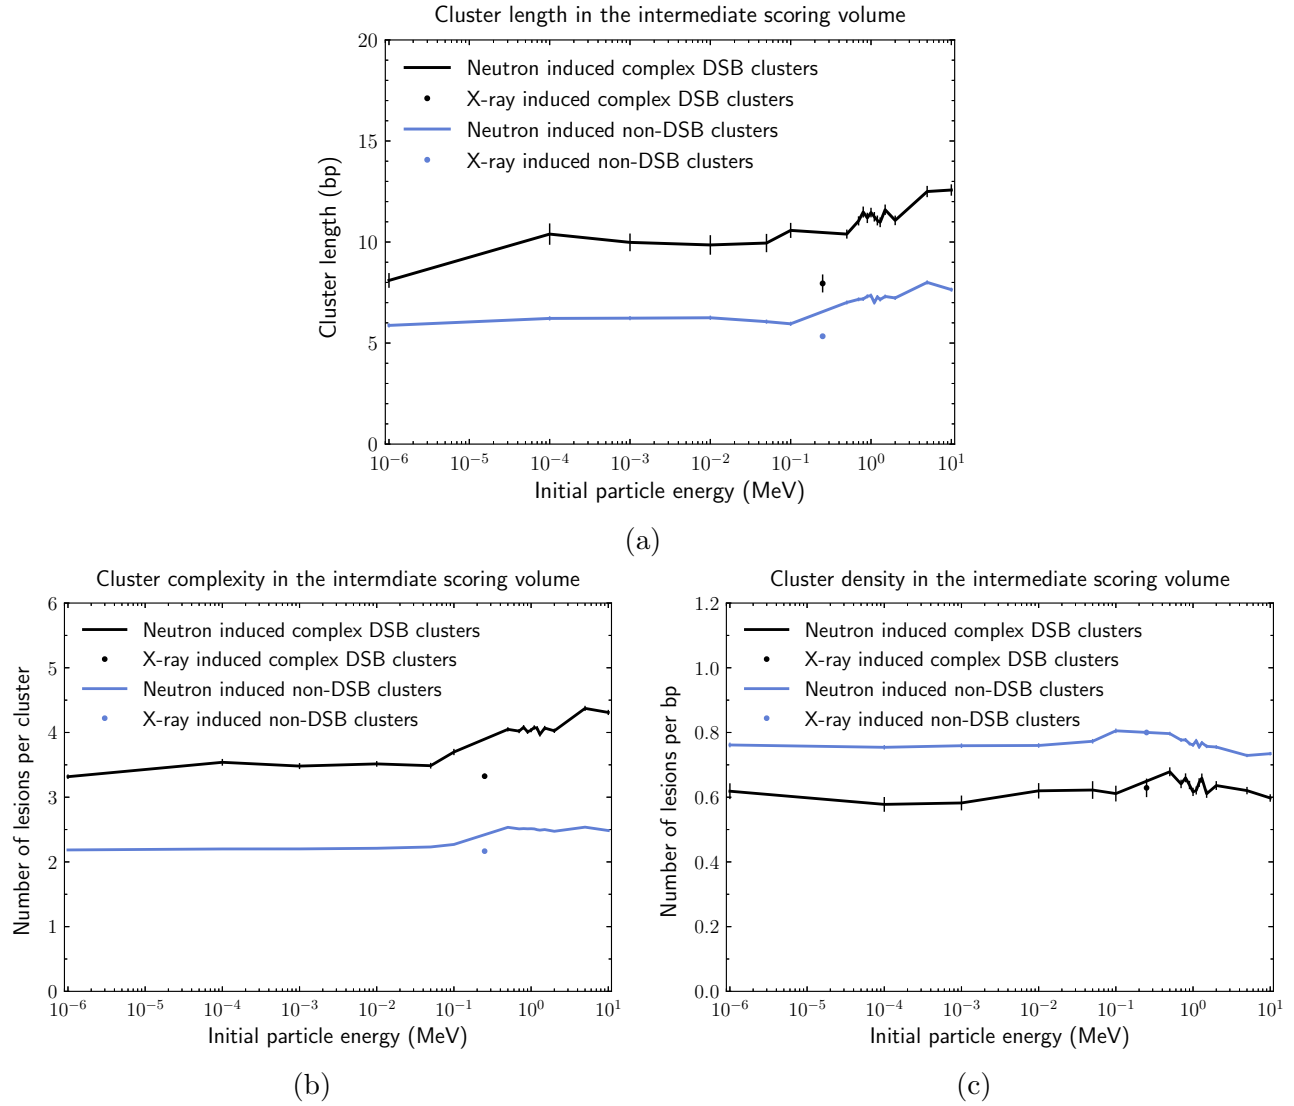 Cluster length in the intermediate scoring volume
Neutron induced complex DSB clusters
X-ray induced complex DSB clusters
Neutron induced non-DSB clusters
X-ray induced non-DSB clusters
Cluster length (bp)
20
15
10
5
0
10⁻⁶ 10⁻⁵ 10⁻⁴ 10⁻³ 10⁻² 10⁻¹ 10⁰ 10¹
Initial particle energy (MeV)
(a)
Cluster complexity in the intermdiate scoring volume
Neutron induced complex DSB clusters
X-ray induced complex DSB clusters
Neutron induced non-DSB clusters
X-ray induced non-DSB clusters
Number of lesions per cluster
6
5
4
3
2
1
0
10⁻⁶ 10⁻⁵ 10⁻⁴ 10⁻³ 10⁻² 10⁻¹ 10⁰ 10¹
Initial particle energy (MeV)
(b)
Cluster density in the intermediate scoring volume
Neutron induced complex DSB clusters
X-ray induced complex DSB clusters
Neutron induced non-DSB clusters
X-ray induced non-DSB clusters
Number of lesions per bp
1.2
1.0
0.8
0.6
0.4
0.2
0.0
10⁻⁶ 10⁻⁵ 10⁻⁴ 10⁻³ 10⁻² 10⁻¹ 10⁰ 10¹
Initial particle energy (MeV)
(c)